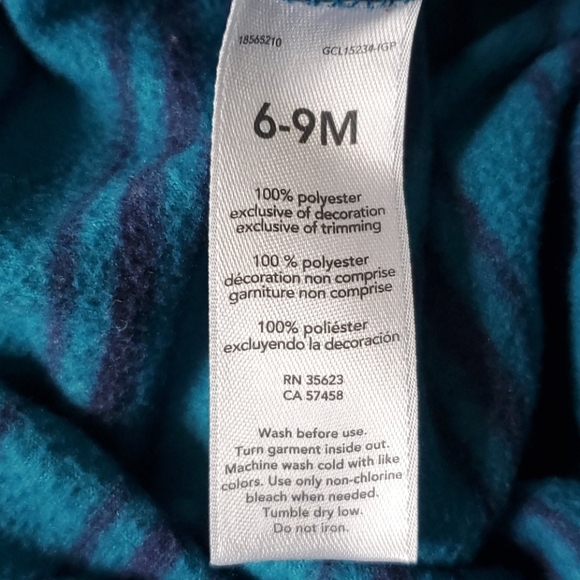 18565210 GCL15234-IGP
6-9M
100% polyester
exclusive of decoration
exclusive of trimming
100 % polyester
décoration non comprise
garniture non comprise
100% poliéster
excluyendo la decoración
RN 35623
CA 57458
Wash before use.
Turn garment inside out.
Machine wash cold with like
colors. Use only non-chlorine
bleach when needed.
Tumble dry low.
Do not iron.